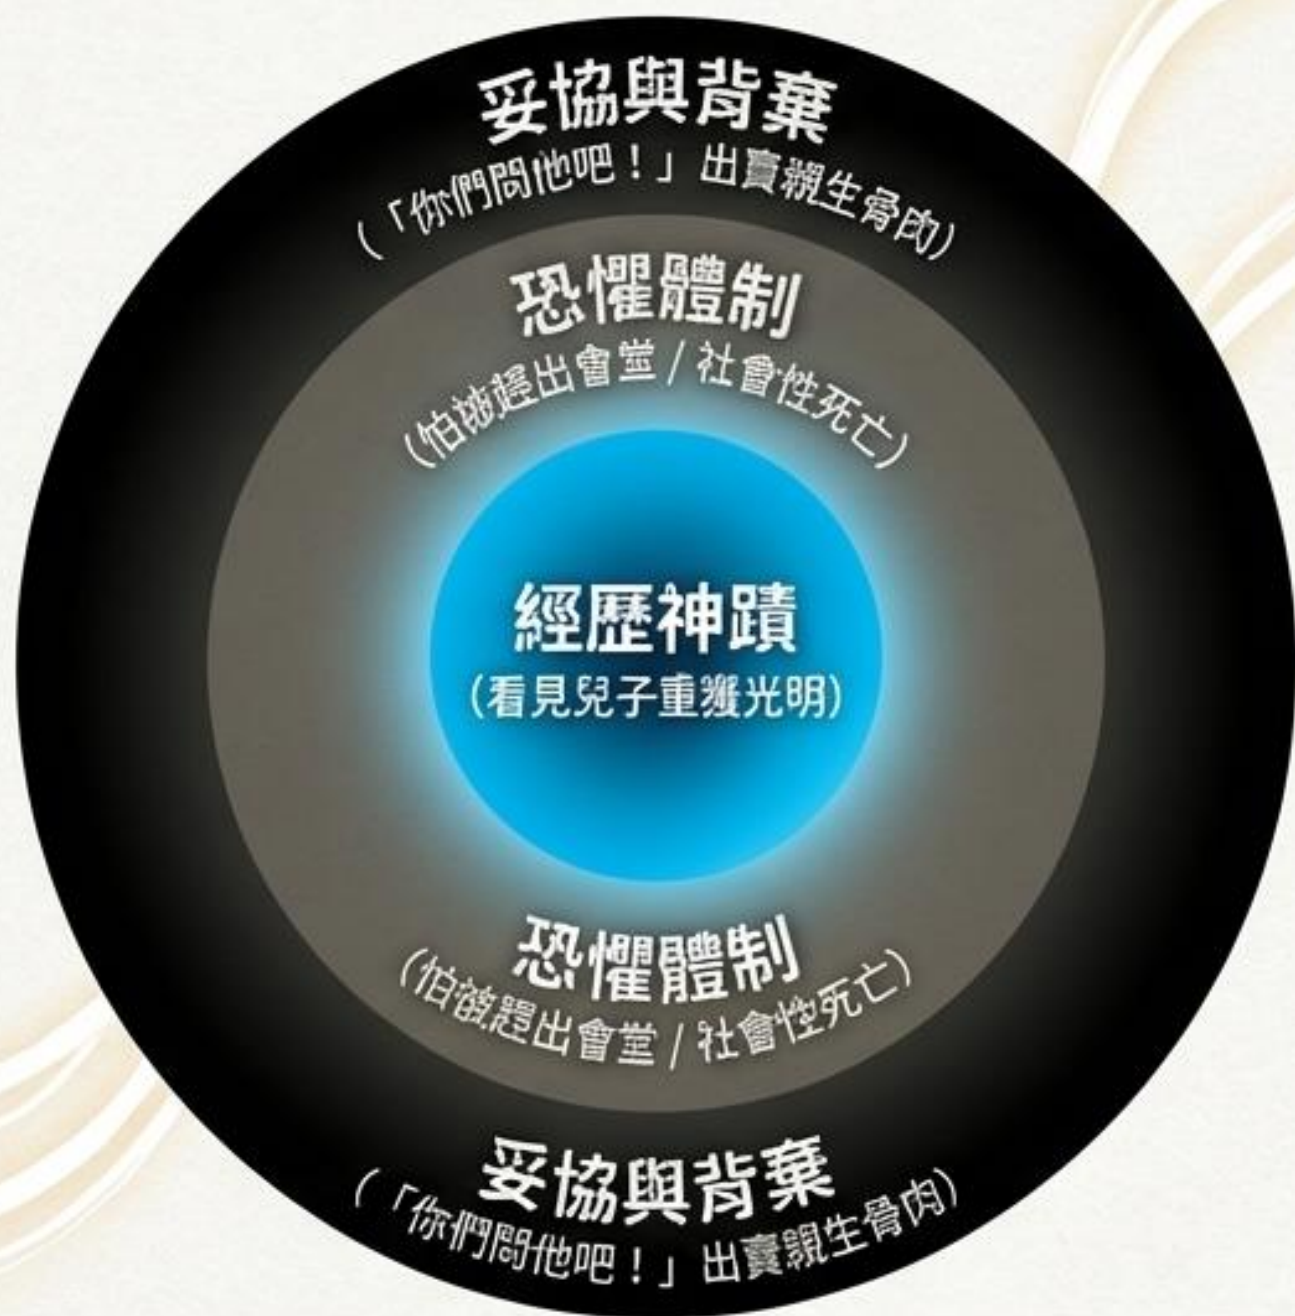 妥協與背棄
(「你們問他吧！」出賣親生骨肉)
恐懼體制
(怕被趕出會堂 / 社會性死亡)
經歷神蹟
(看見兒子重獲光明)
恐懼體制
(怕被趕出會堂 / 社會性死亡)
妥協與背棄
(「你們問他吧！」出賣親生骨肉)